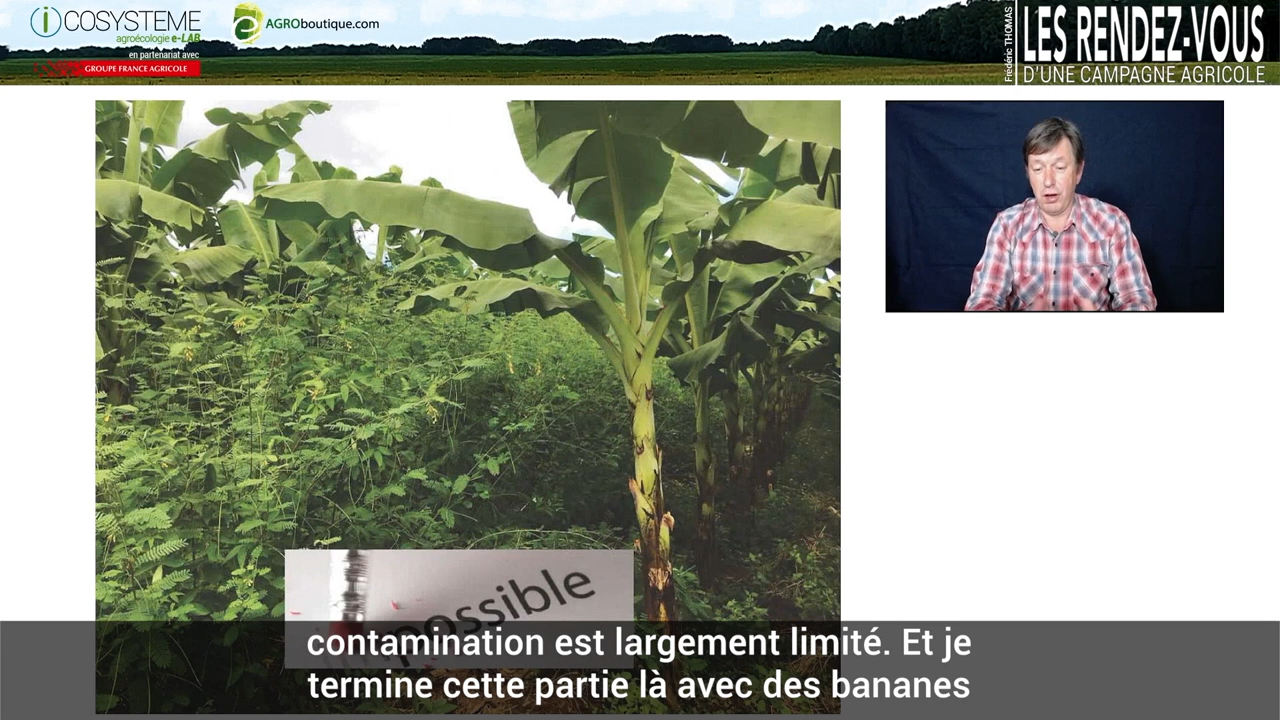 iCOSYSTEME
agroécologie e-LAB
en partenariat avec
GROUPE FRANCE AGRICOLE
e AGROboutique.com
Frédéric THOMAS
LES RENDEZ-VOUS
D'UNE CAMPAGNE AGRICOLE
possible
contamination est largement limité. Et je
termine cette partie là avec des bananes